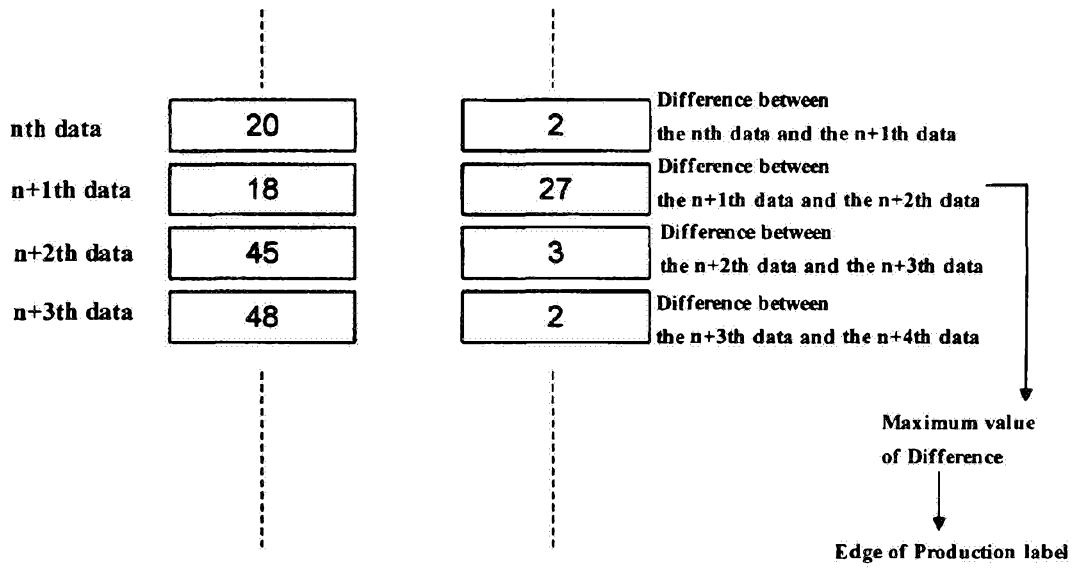 nth data 20 2 Difference between
the nth data and the n+1th data
n+1th data 18 27 Difference between
the n+1th data and the n+2th data
n+2th data 45 3 Difference between
the n+2th data and the n+3th data
n+3th data 48 2 Difference between
the n+3th data and the n+4th data
Maximum value
of Difference
Edge of Production label